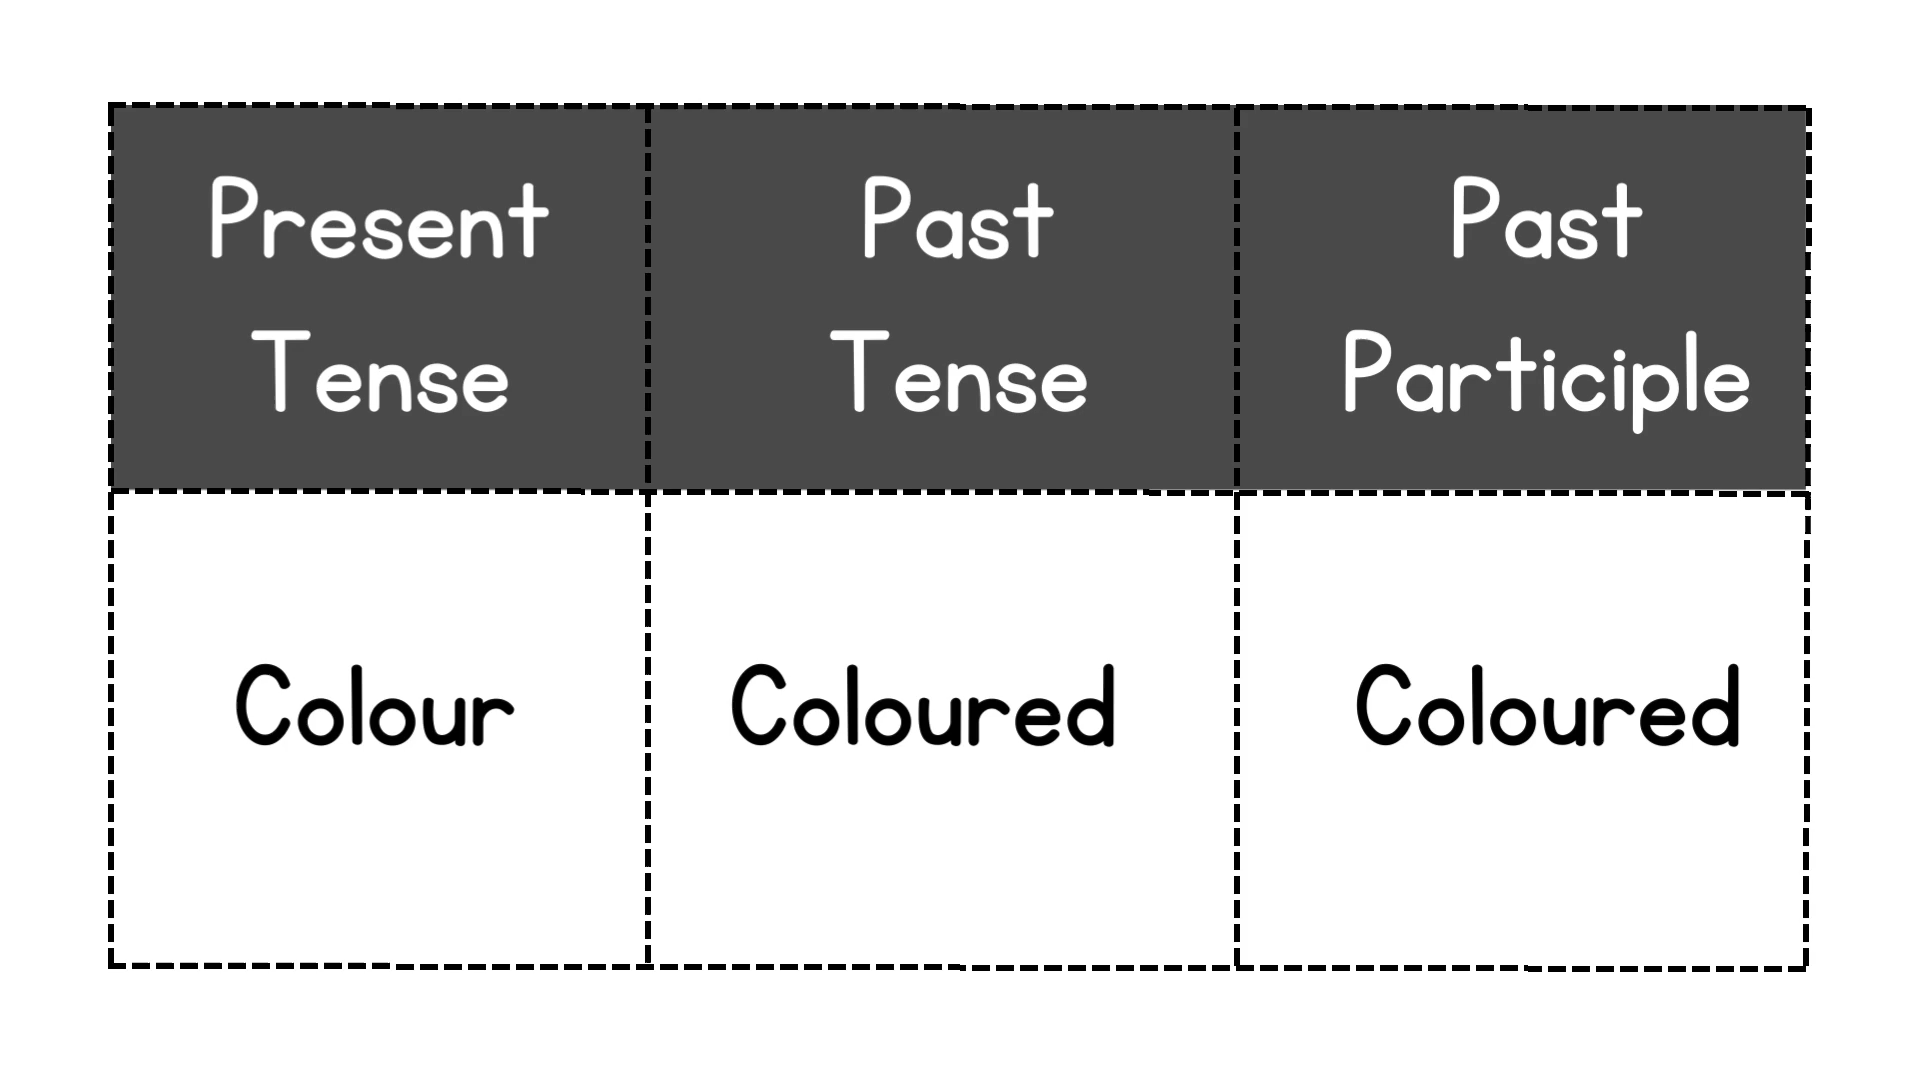 Present
Tense
Past
Tense
Past
Participle
Colour
Coloured
Coloured